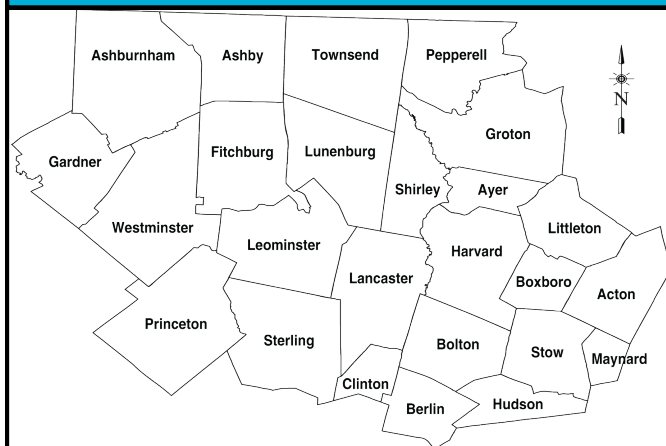 Ashburnham
Ashby
Townsend
Pepperell
N
Groton
Gardner
Fitchburg
Lunenburg
Shirley
Ayer
Westminster
Leominster
Littleton
Harvard
Lancaster
Boxboro
Acton
Princeton
Sterling
Bolton
Stow
Maynard
Clinton
Berlin
Hudson